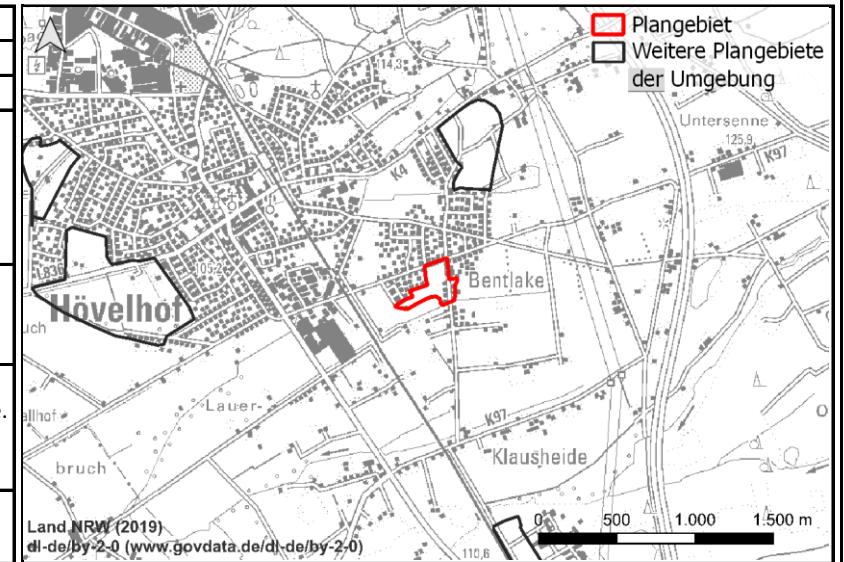 Plangebiet
Weitere Plangebiete
der Umgebung
114,3
Untersenne
125,9
K97
K4
105,2
L836
Hövelhof
Bentlake
Lauer-
bruch
K97
Klausheide
110,6
Land NRW (2019)
dl-de/by-2-0 (www.govdata.de/dl-de/by-2-0)
0 500 1.000 1.500 m